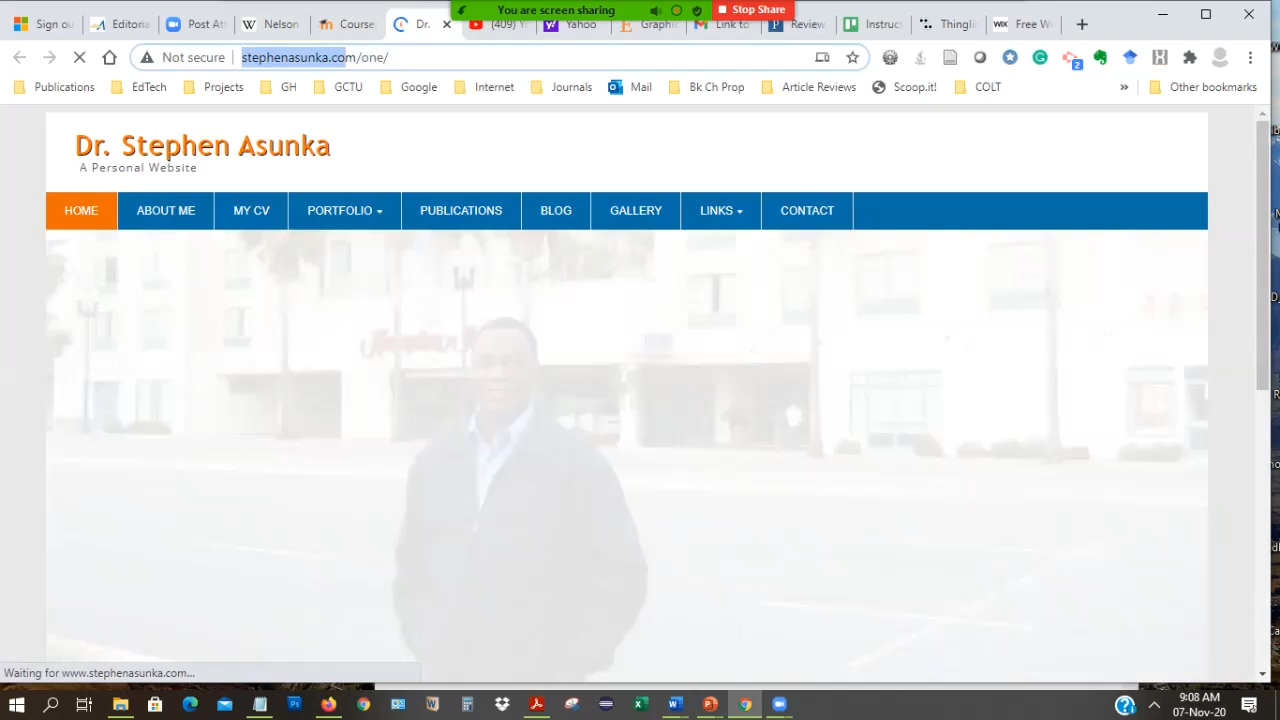 You are screen sharing
Stop Share
Sign ou
Editoria
Post Att
Nelson
Course
Dr.
(409) Yo
Yahoo
Graphic
Link to
Review
Instruct
Thingli
Free W
Not secure
stephenasunka.com/one/
2
Publications
EdTech
Projects
GH
GCTU
Google
Internet
Journals
Mail
Bk Ch Prop
Article Reviews
Scoop.it!
COLT
»
Other bookmarks
Dr. Stephen Asunka
A Personal Website
HOME
ABOUT ME
MY CV
PORTFOLIO
PUBLICATIONS
BLOG
GALLERY
LINKS
CONTACT
Waiting for www.stephenasunka.com...
9:08 AM
07-Nov-20